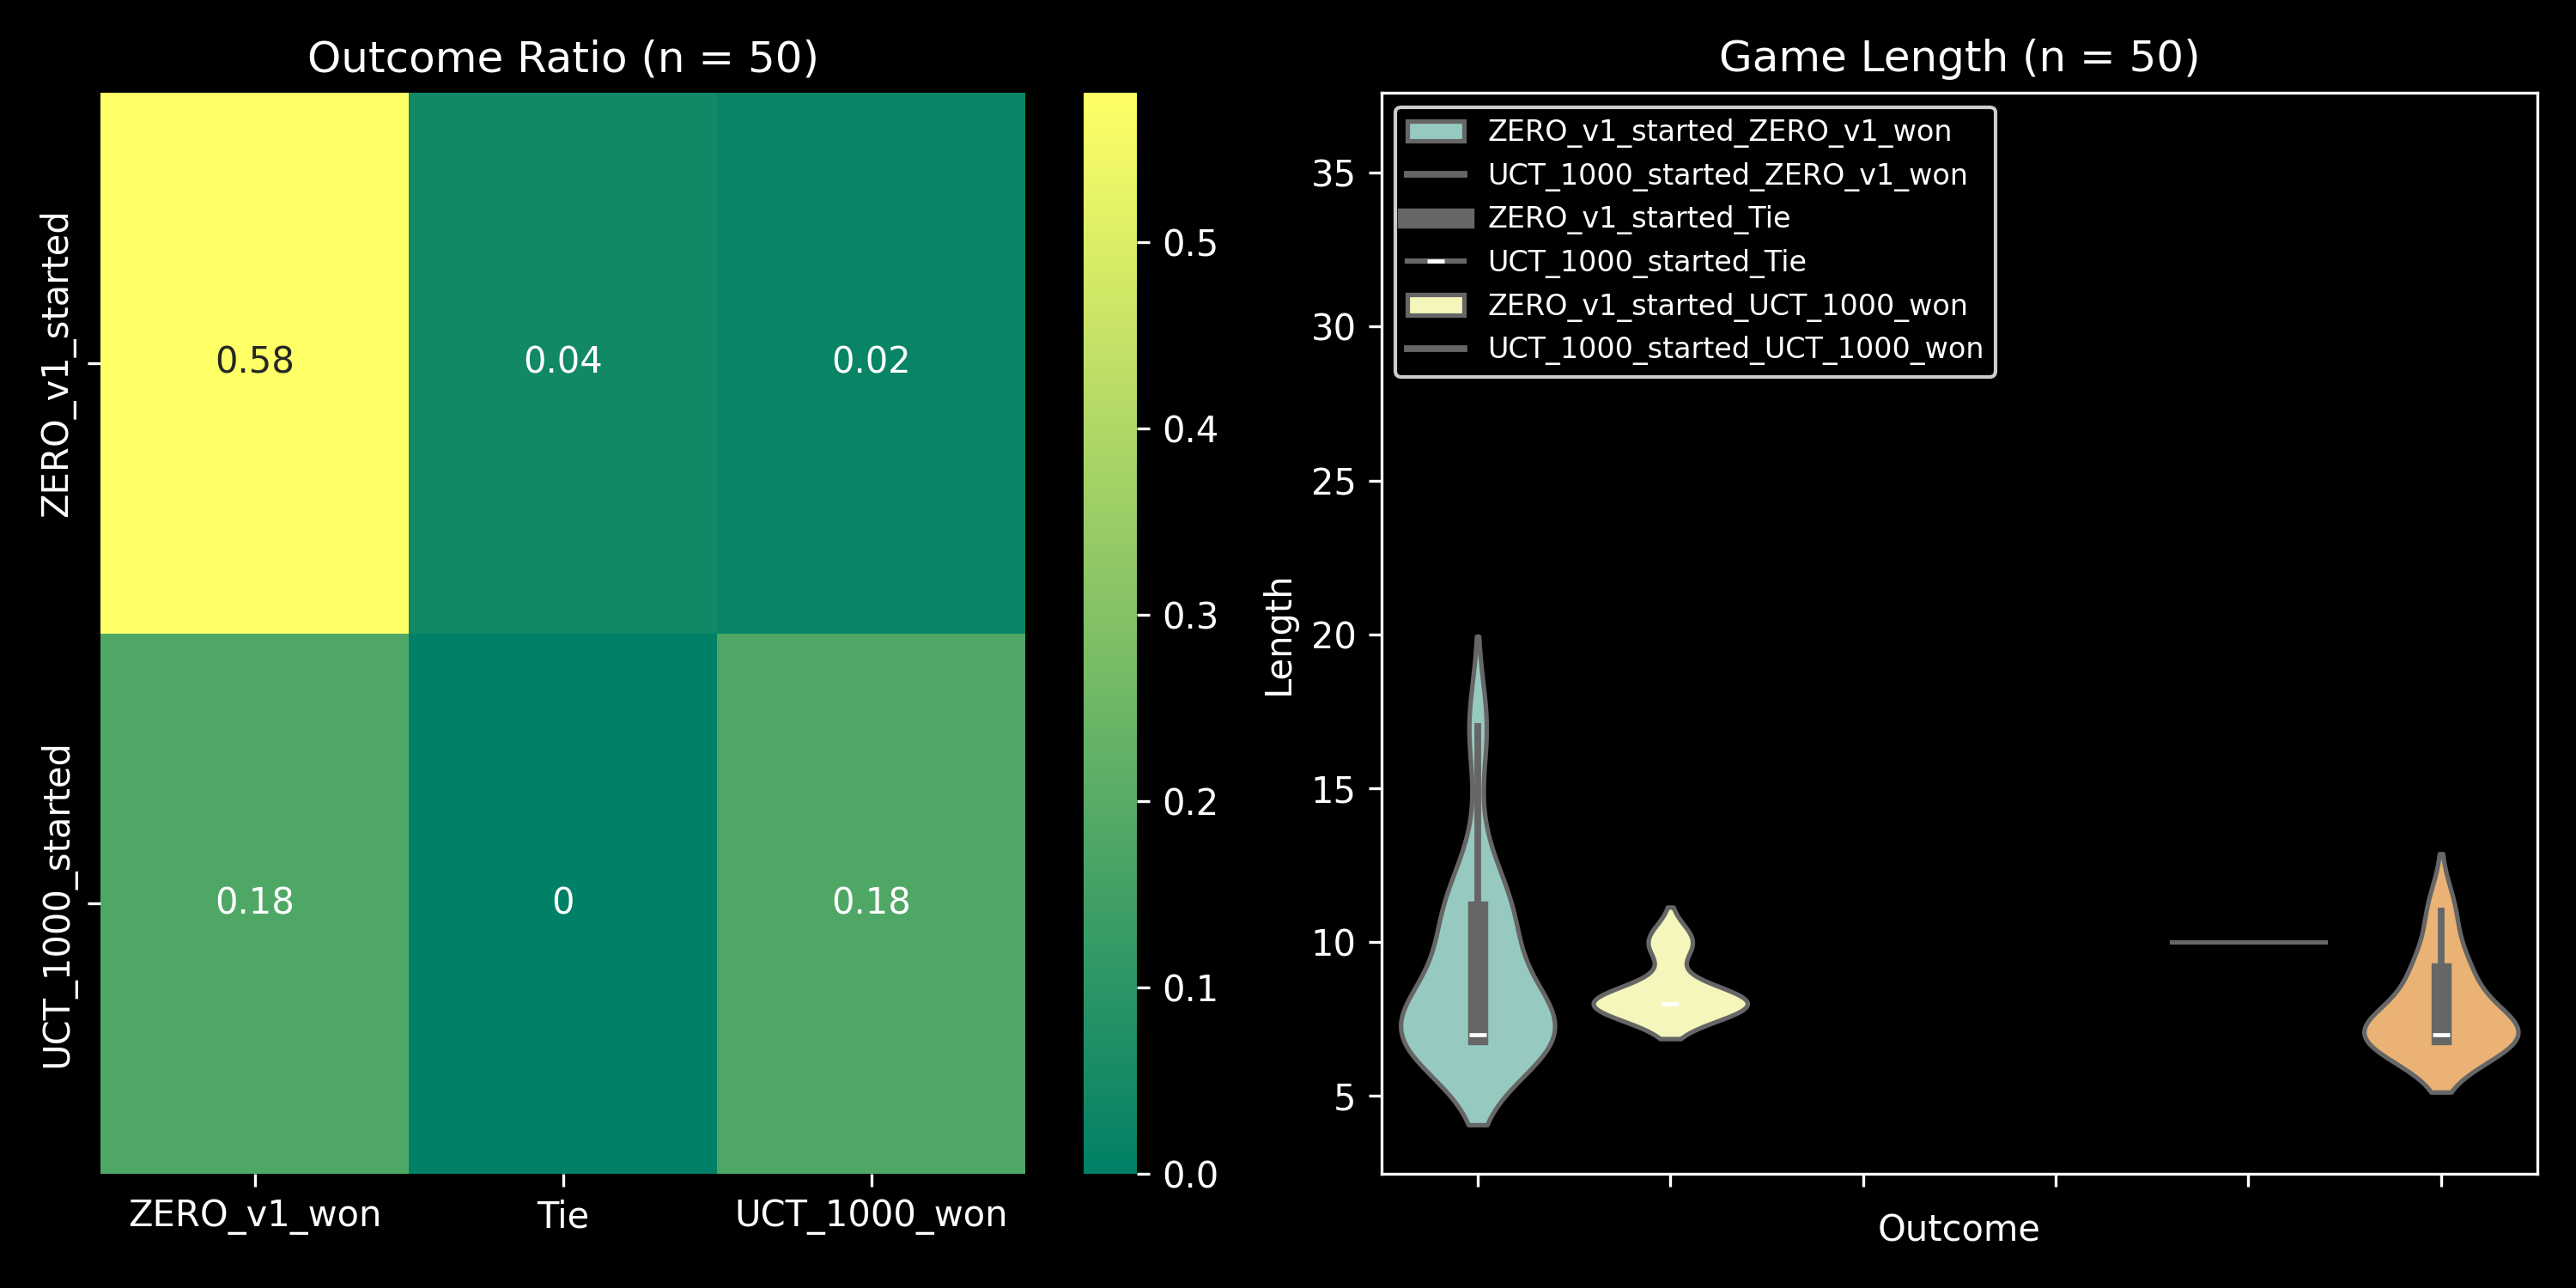 Outcome Ratio (n = 50)
ZERO_v1_started
UCT_1000_started
0.58
0.04
0.02
0.18
0
0.18
ZERO_v1_won
Tie
UCT_1000_won
0.5
0.4
0.3
0.2
0.1
0.0
Game Length (n = 50)
Length
35
30
25
20
15
10
5
ZERO_v1_started_ZERO_v1_won
UCT_1000_started_ZERO_v1_won
ZERO_v1_started_Tie
UCT_1000_started_Tie
ZERO_v1_started_UCT_1000_won
UCT_1000_started_UCT_1000_won
Outcome